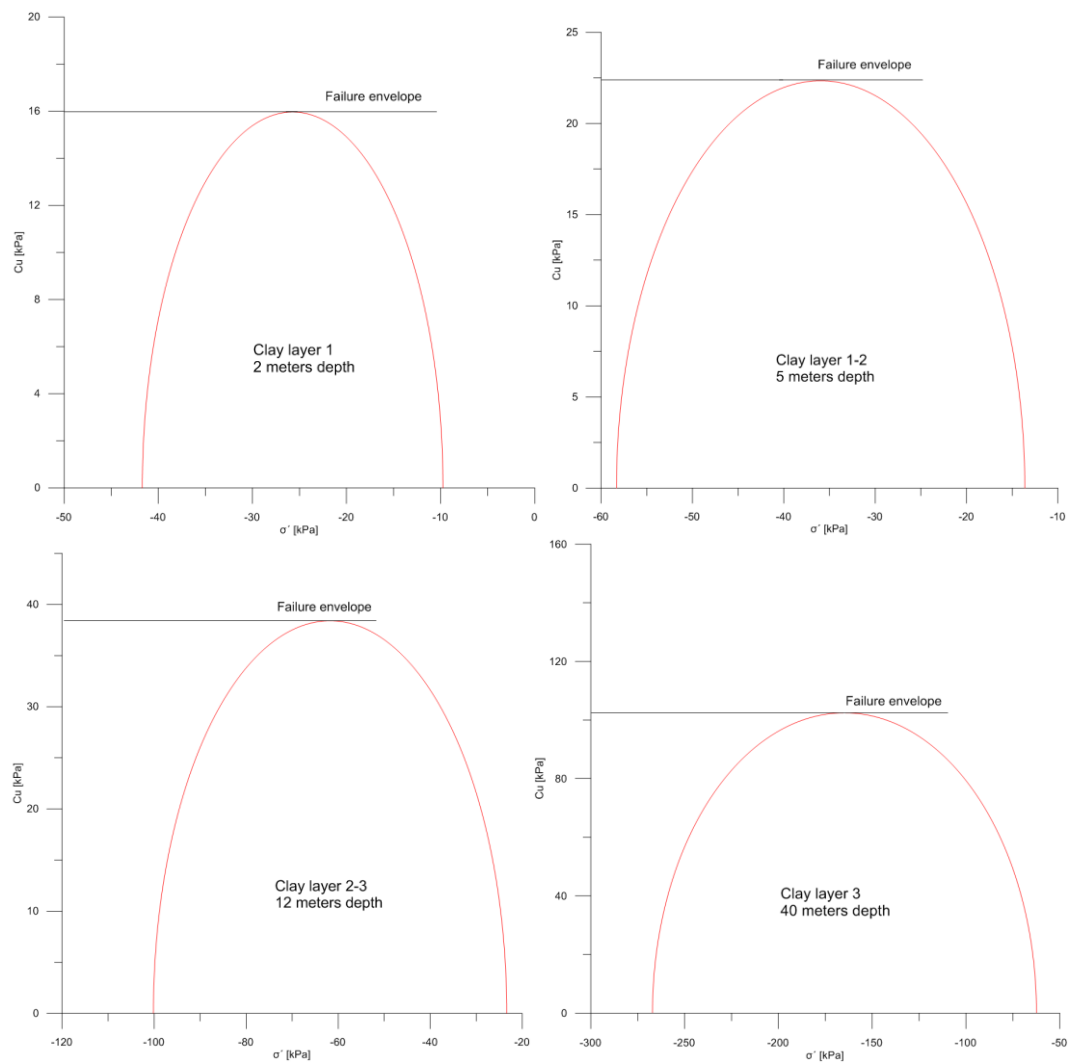 20
16
12
8
4
0
Cu [kPa]
Failure envelope
Clay layer 1
2 meters depth
-50
-40
-30
-20
-10
0
σ´ [kPa]
25
20
15
10
5
0
Cu [kPa]
Failure envelope
Clay layer 1-2
5 meters depth
-60
-50
-40
-30
-20
-10
σ´ [kPa]
40
30
20
10
0
Cu [kPa]
Failure envelope
Clay layer 2-3
12 meters depth
-120
-100
-80
-60
-40
-20
σ´ [kPa]
160
120
80
40
0
Cu [kPa]
Failure envelope
Clay layer 3
40 meters depth
-300
-250
-200
-150
-100
-50
σ´ [kPa]